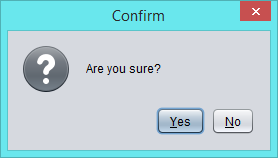 Confirm
Are you sure?
Yes No